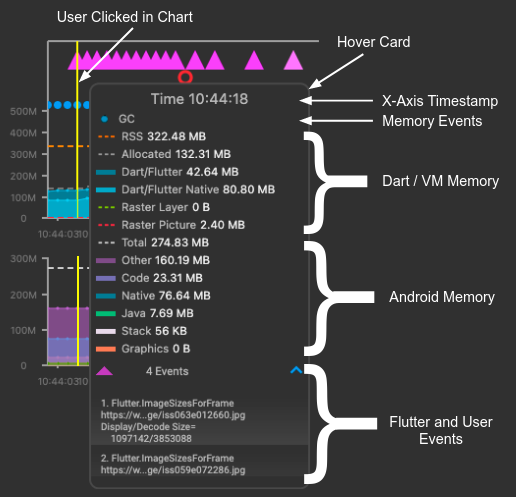 User Clicked in Chart
Hover Card
Time 10:44:18
X-Axis Timestamp
GC
Memory Events
500M
400M
300M
200M
100M
0
10:44:03
RSS 322.48 MB
Allocated 132.31 MB
Dart/Flutter 42.64 MB
Dart/Flutter Native 80.80 MB
Raster Layer 0 B
Raster Picture 2.40 MB
Dart / VM Memory
300M
200M
100M
0
10:44:03
Total 274.83 MB
Other 160.19 MB
Code 23.31 MB
Native 76.64 MB
Java 7.69 MB
Stack 56 KB
Graphics 0 B
Android Memory
4 Events
1. Flutter.ImageSizesForFrame
https://w...ge/iss063e012660.jpg
Display/Decode Size=
1097142/3853088
2. Flutter.ImageSizesForFrame
https://w...ge/iss059e072286.jpg
Flutter and User
Events